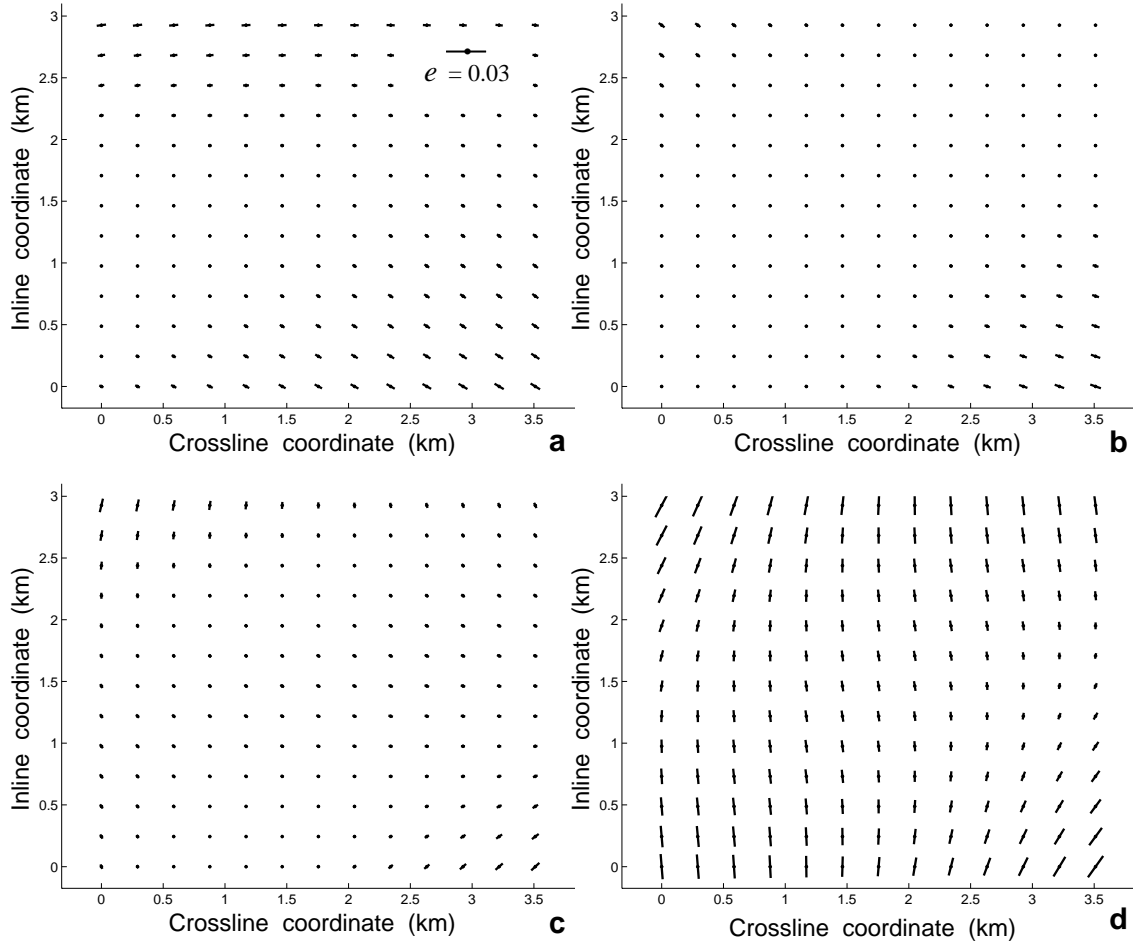 3
2.5
2
1.5
1
0.5
0
Inline coordinate (km)
e = 0.03
0 0.5 1 1.5 2 2.5 3 3.5
Crossline coordinate (km)
a
3
2.5
2
1.5
1
0.5
0
Inline coordinate (km)
0 0.5 1 1.5 2 2.5 3 3.5
Crossline coordinate (km)
b
3
2.5
2
1.5
1
0.5
0
Inline coordinate (km)
0 0.5 1 1.5 2 2.5 3 3.5
Crossline coordinate (km)
c
3
2.5
2
1.5
1
0.5
0
Inline coordinate (km)
0 0.5 1 1.5 2 2.5 3 3.5
Crossline coordinate (km)
d